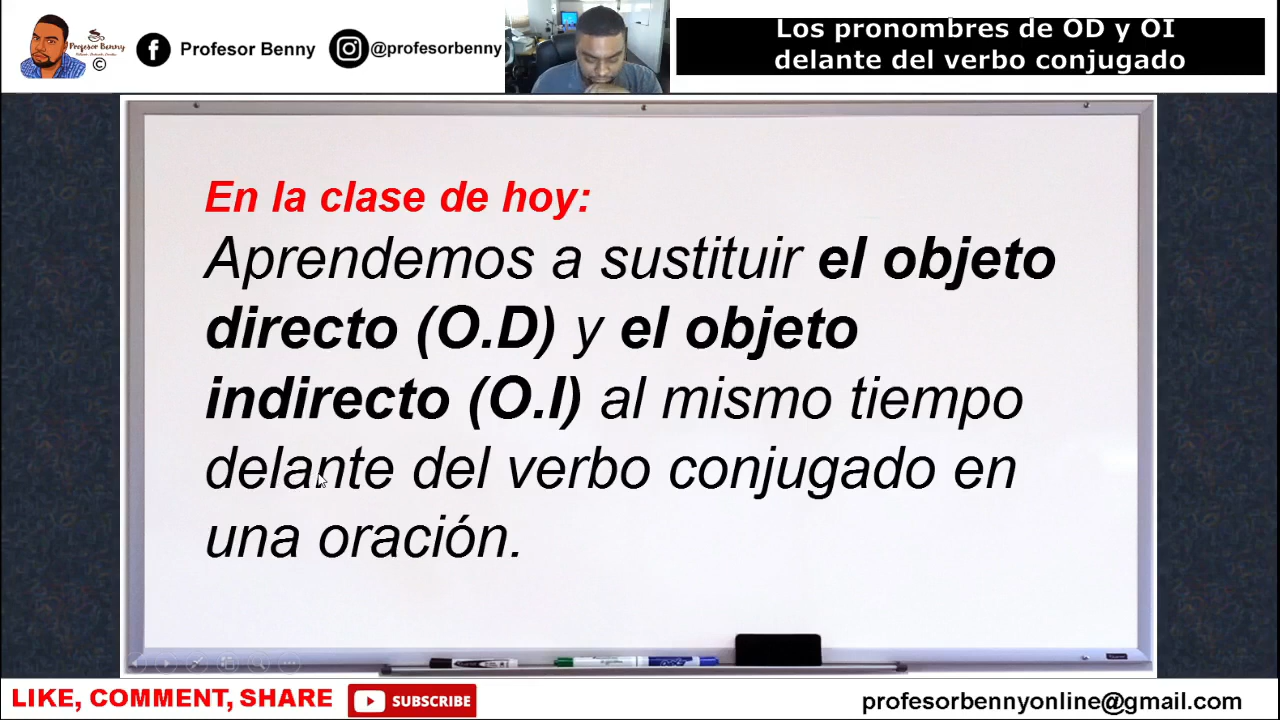 Profesor Benny
©
Profesor Benny
@profesorbenny
Los pronombres de OD y OI
delante del verbo conjugado
En la clase de hoy:
Aprendemos a sustituir el objeto
directo (O.D) y el objeto
indirecto (O.I) al mismo tiempo
delante del verbo conjugado en
una oración.
LIKE, COMMENT, SHARE
SUBSCRIBE
profesorbennyonline@gmail.com